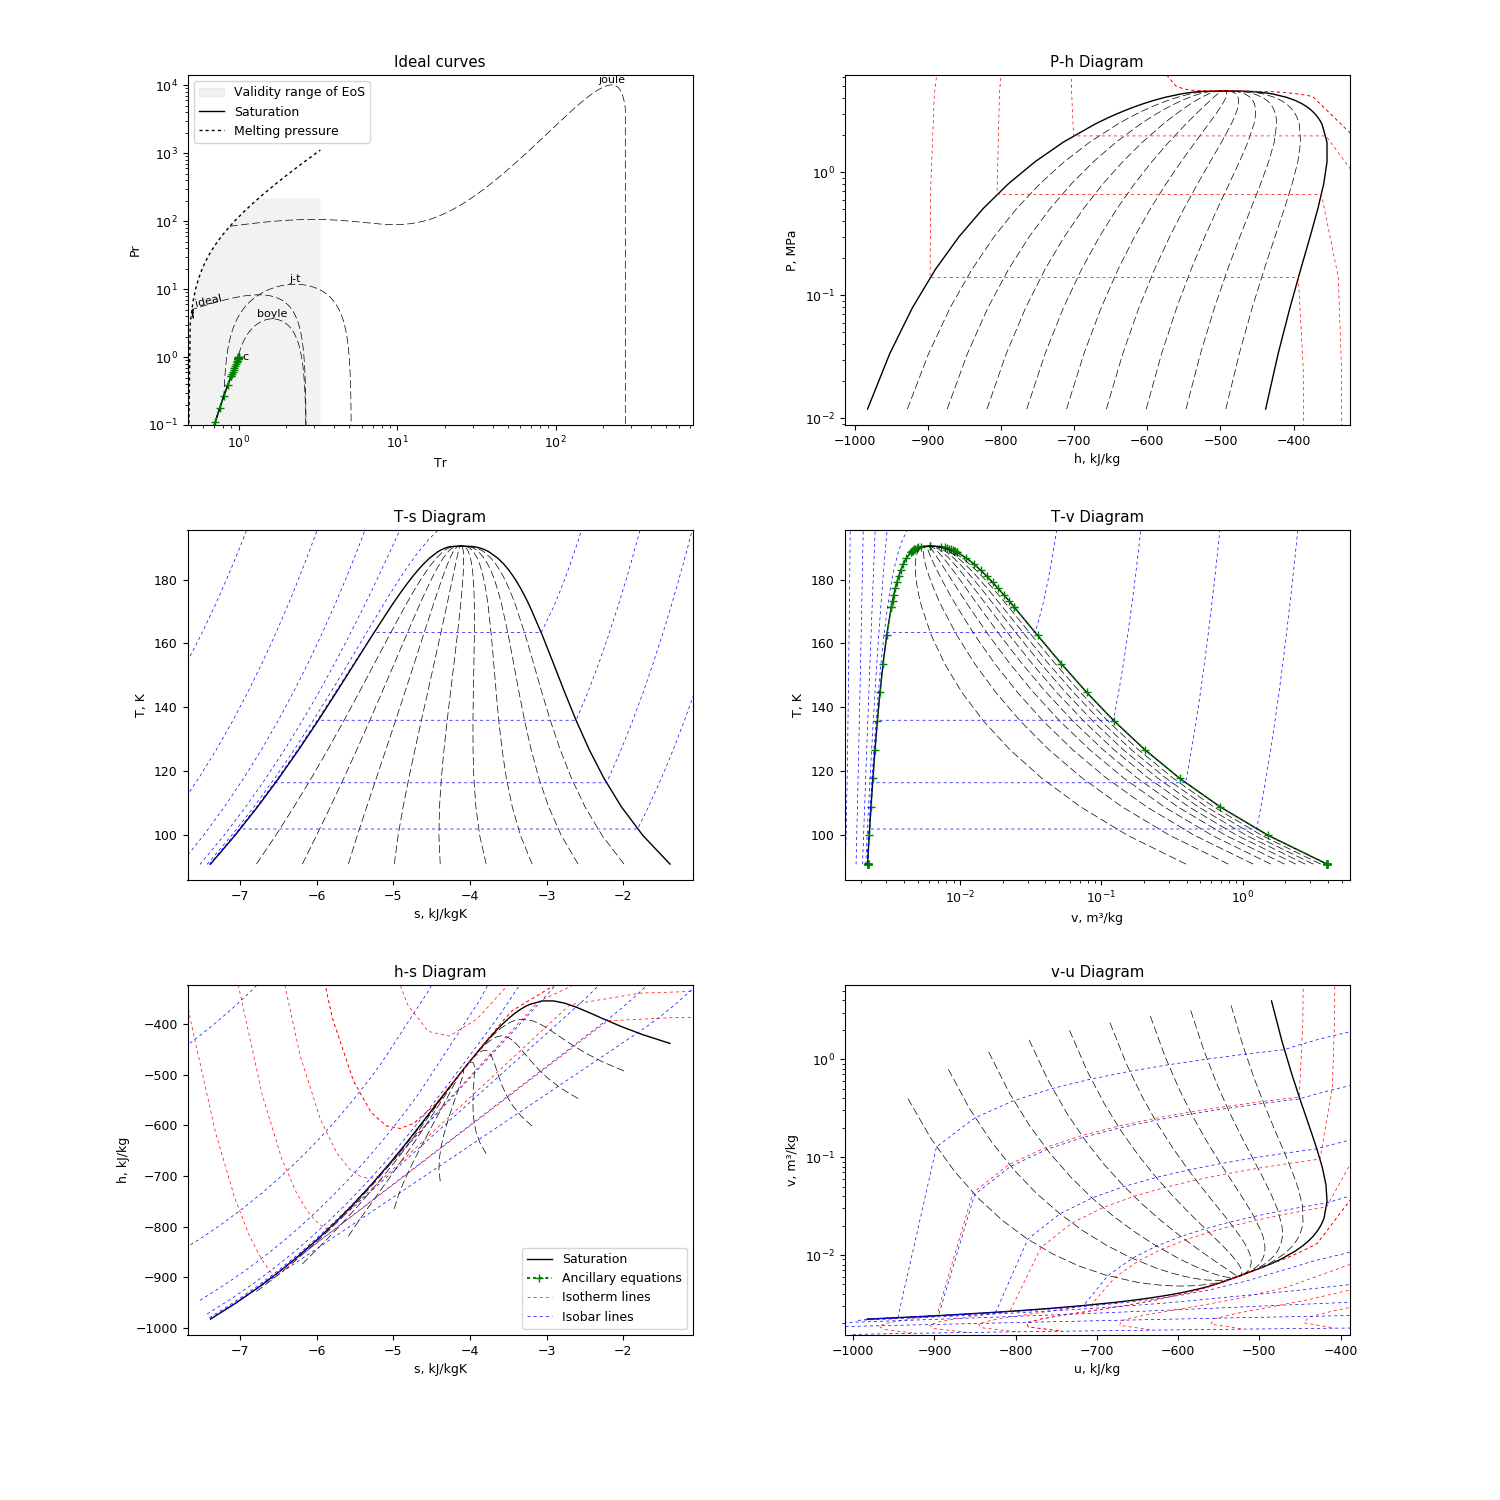 Ideal curves
Validity range of EoS
Saturation
Melting pressure
joule
j-t
ideal
boyle
c
10⁴
10³
10²
10¹
10⁰
10⁻¹
Pr
10⁰ 10¹ 10²
Tr
P-h Diagram
10⁰
10⁻¹
10⁻²
P, MPa
−1000 −900 −800 −700 −600 −500 −400
h, kJ/kg
T-s Diagram
180
160
140
120
100
T, K
−7 −6 −5 −4 −3 −2
s, kJ/kgK
T-v Diagram
180
160
140
120
100
T, K
10⁻² 10⁻¹ 10⁰
v, m³/kg
h-s Diagram
−400
−500
−600
−700
−800
−900
−1000
h, kJ/kg
Saturation
Ancillary equations
Isotherm lines
Isobar lines
−7 −6 −5 −4 −3 −2
s, kJ/kgK
v-u Diagram
10⁰
10⁻¹
10⁻²
v, m³/kg
−1000 −900 −800 −700 −600 −500 −400
u, kJ/kg